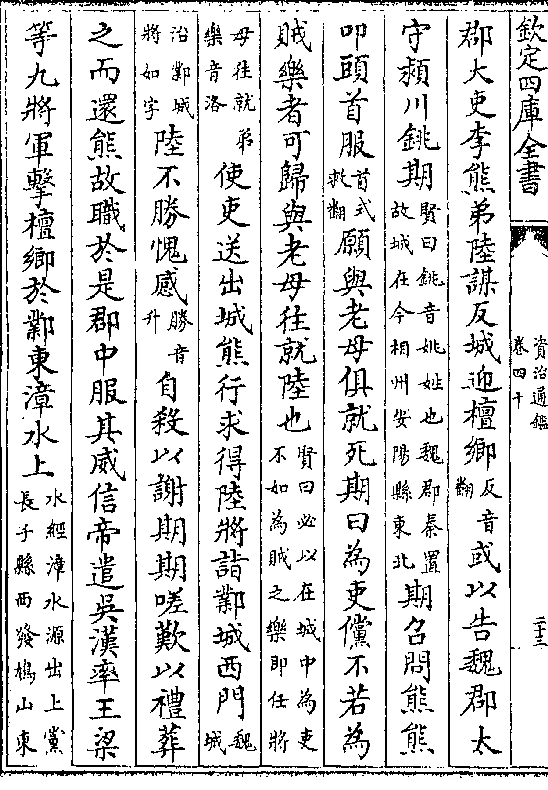 欽定四庫全書
資治通鑑
卷四十
二十三
郡大吏李熊弟陸謀反城迎檀鄉反音翻或以告魏郡太
守潁川銚期賢曰銚音姚姓也魏郡秦置故城在今相州安陽縣東北期召問熊熊
叩頭首服首式救翻願與老母俱就死期曰為吏儻不若為
賊樂者可歸與老母往就陸也賢曰必以在城中為吏不如為賊之樂即任將
母往就弟樂音洛使吏送出城熊行求得陸將詣鄴城西門魏城
治鄴城將如字陸不勝愧感勝音升自殺以謝期期嗟歎以禮葬
之而還熊故職於是郡中服其威信帝遣吳漢率王梁
等九將軍擊檀鄉於鄴東漳水上水經漳水源出上黨長子縣西發鳩山東